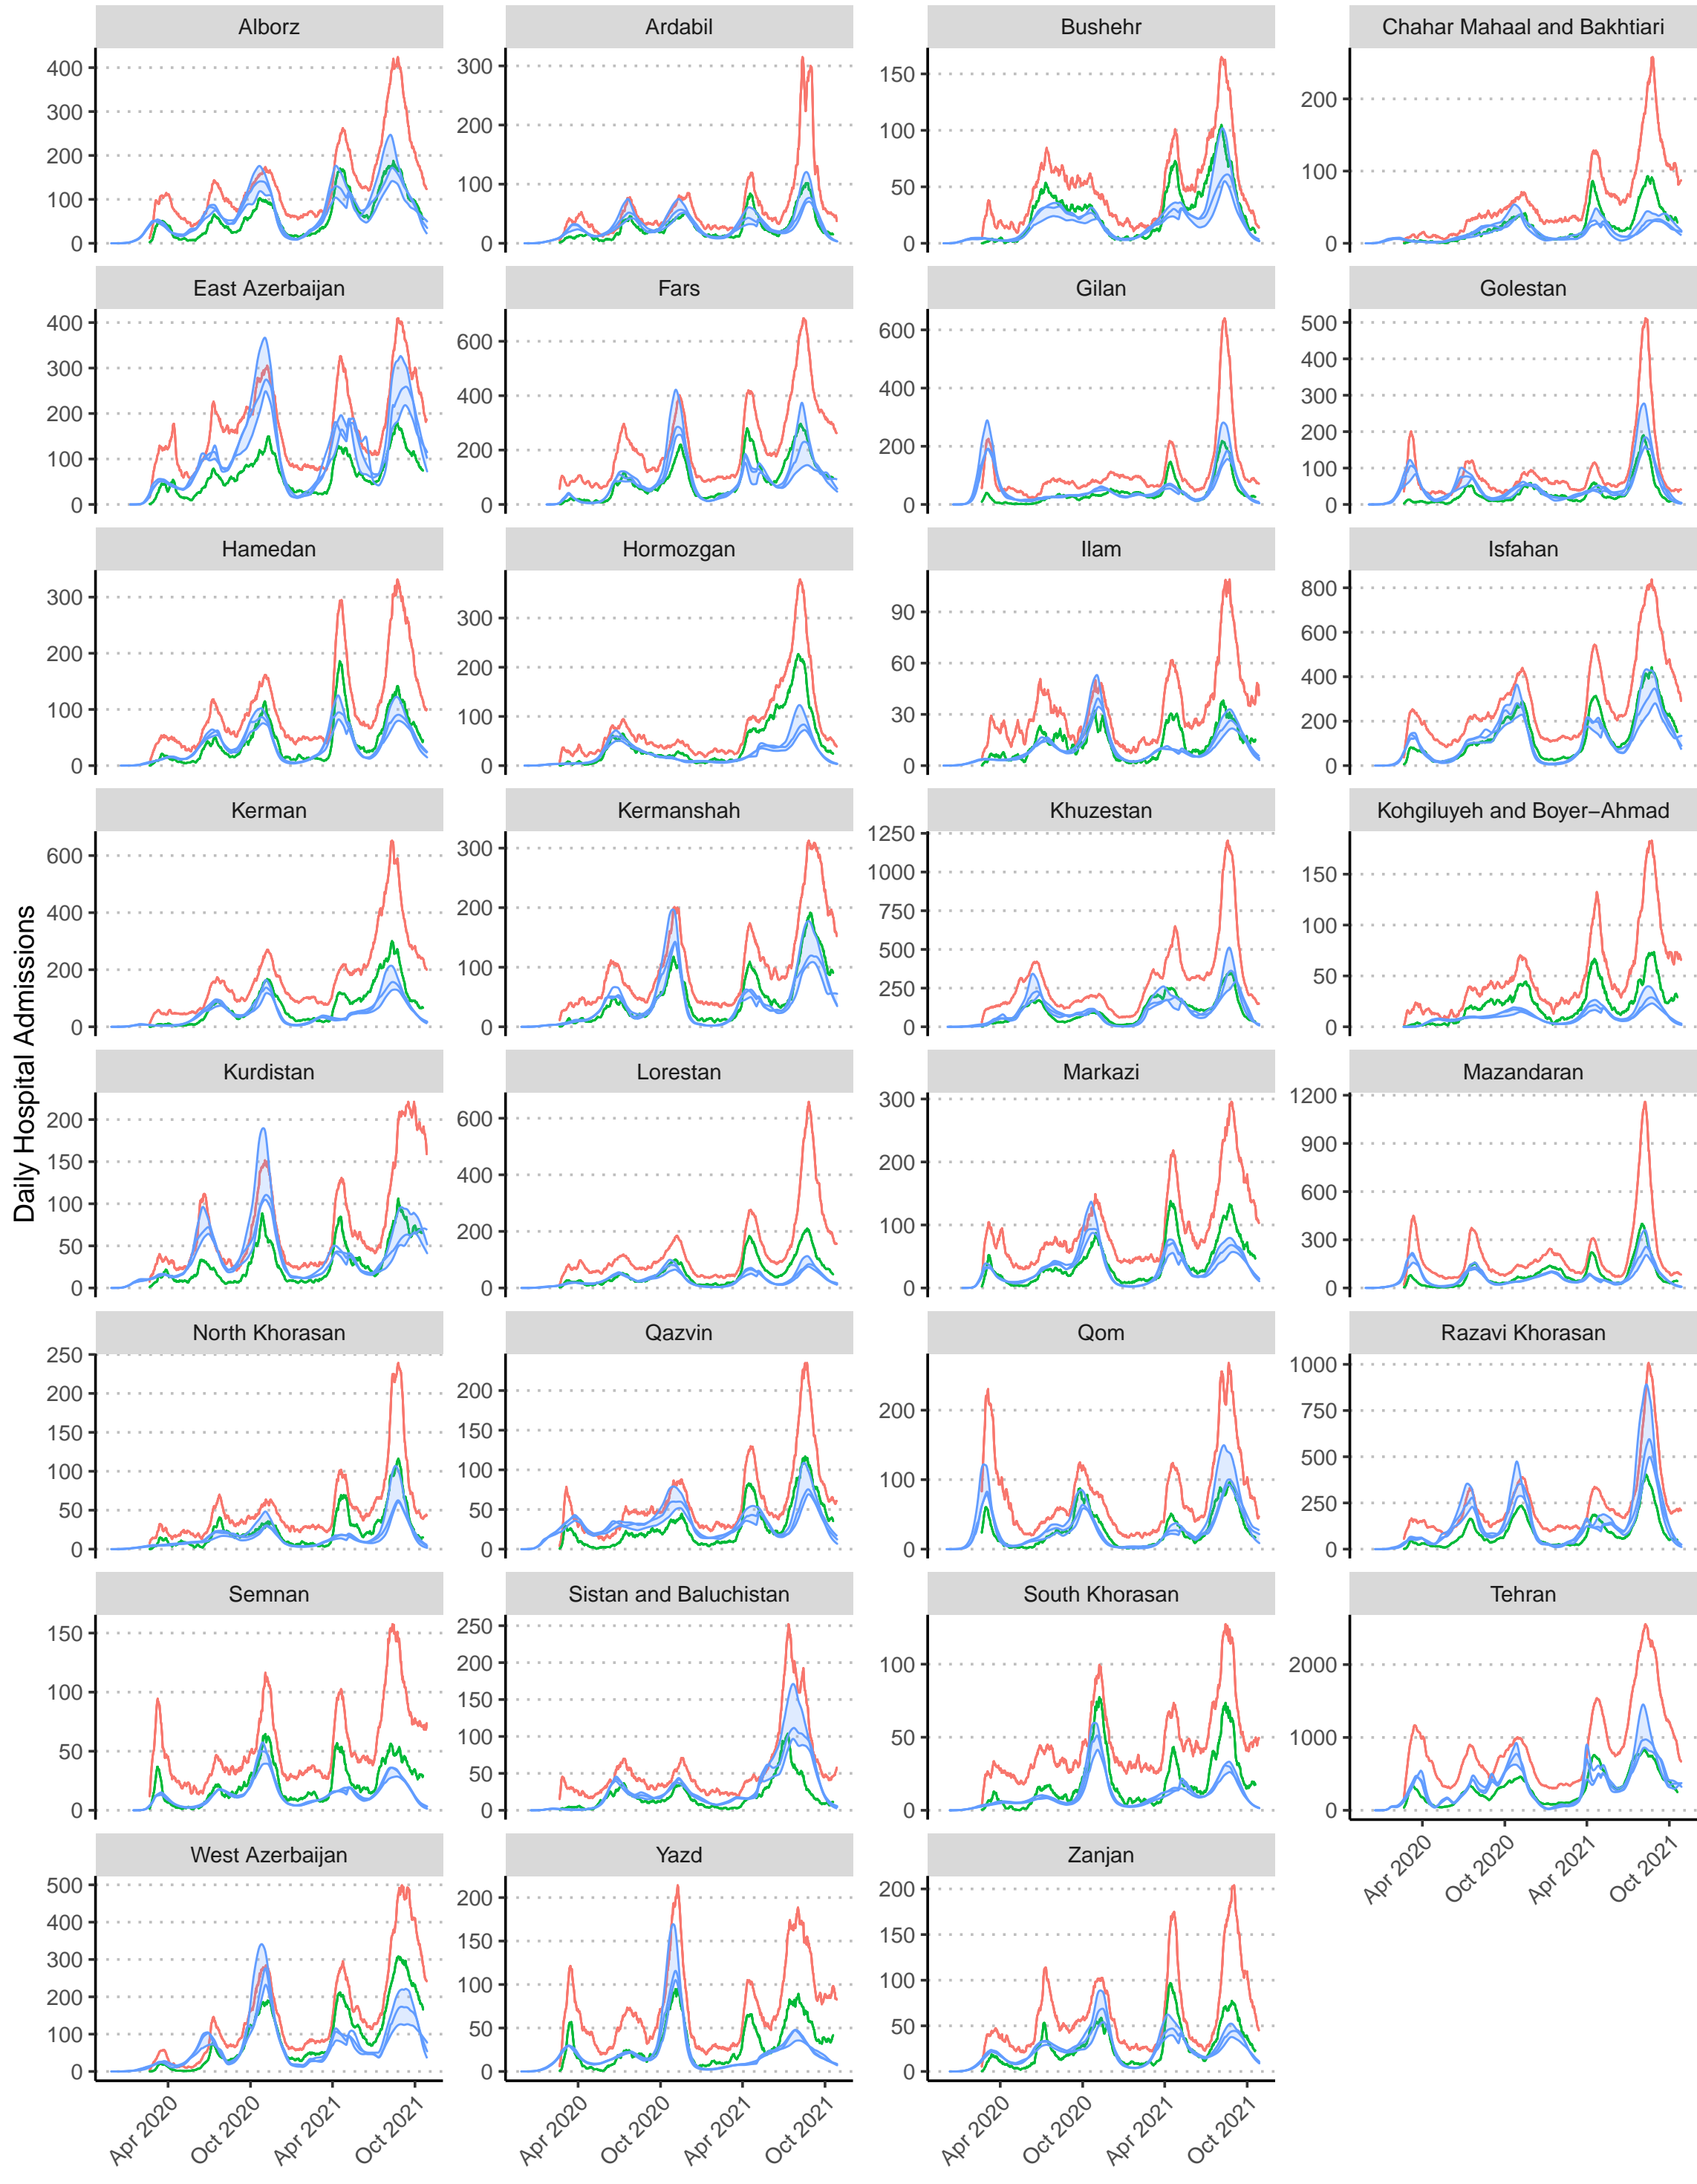 Daily Hospital Admissions
Alborz
400
300
200
100
0
Ardabil
300
200
100
0
Bushehr
150
100
50
0
Chahar Mahaal and Bakhtiari
200
100
0
East Azerbaijan
400
300
200
100
0
Fars
600
400
200
0
Gilan
600
400
200
0
Golestan
500
400
300
200
100
0
Hamedan
300
200
100
0
Hormozgan
300
200
100
0
Ilam
90
60
30
0
Isfahan
800
600
400
200
0
Kerman
600
400
200
0
Kermanshah
300
200
100
0
Khuzestan
1250
1000
750
500
250
0
Kohgiluyeh and Boyer−Ahmad
150
100
50
0
Kurdistan
200
150
100
50
0
Lorestan
600
400
200
0
Markazi
300
200
100
0
Mazandaran
1200
900
600
300
0
North Khorasan
250
200
150
100
50
0
Qazvin
200
150
100
50
0
Qom
200
100
0
Razavi Khorasan
1000
750
500
250
0
Semnan
150
100
50
0
Sistan and Baluchistan
250
200
150
100
50
0
South Khorasan
100
50
0
Tehran
2000
1000
0
Apr 2020
Oct 2020
Apr 2021
Oct 2021
West Azerbaijan
500
400
300
200
100
0
Apr 2020
Oct 2020
Apr 2021
Oct 2021
Yazd
200
150
100
50
0
Apr 2020
Oct 2020
Apr 2021
Oct 2021
Zanjan
200
150
100
50
0
Apr 2020
Oct 2020
Apr 2021
Oct 2021